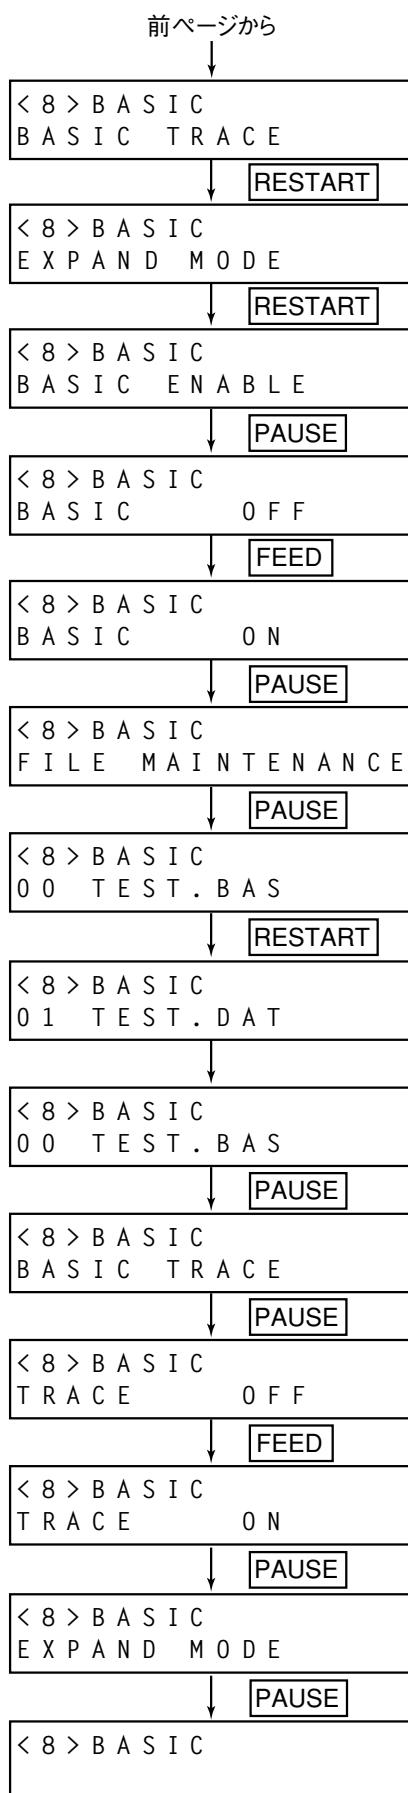 前ページから
<8>BASIC
BASIC TRACE
RESTART
<8>BASIC
EXPAND MODE
RESTART
<8>BASIC
BASIC ENABLE
PAUSE
<8>BASIC
BASIC OFF
FEED
<8>BASIC
BASIC ON
PAUSE
<8>BASIC
FILE MAINTENANCE
PAUSE
<8>BASIC
00 TEST.BAS
RESTART
<8>BASIC
01 TEST.DAT
<8>BASIC
00 TEST.BAS
PAUSE
<8>BASIC
BASIC TRACE
PAUSE
<8>BASIC
TRACE OFF
FEED
<8>BASIC
TRACE ON
PAUSE
<8>BASIC
EXPAND MODE
PAUSE
<8>BASIC